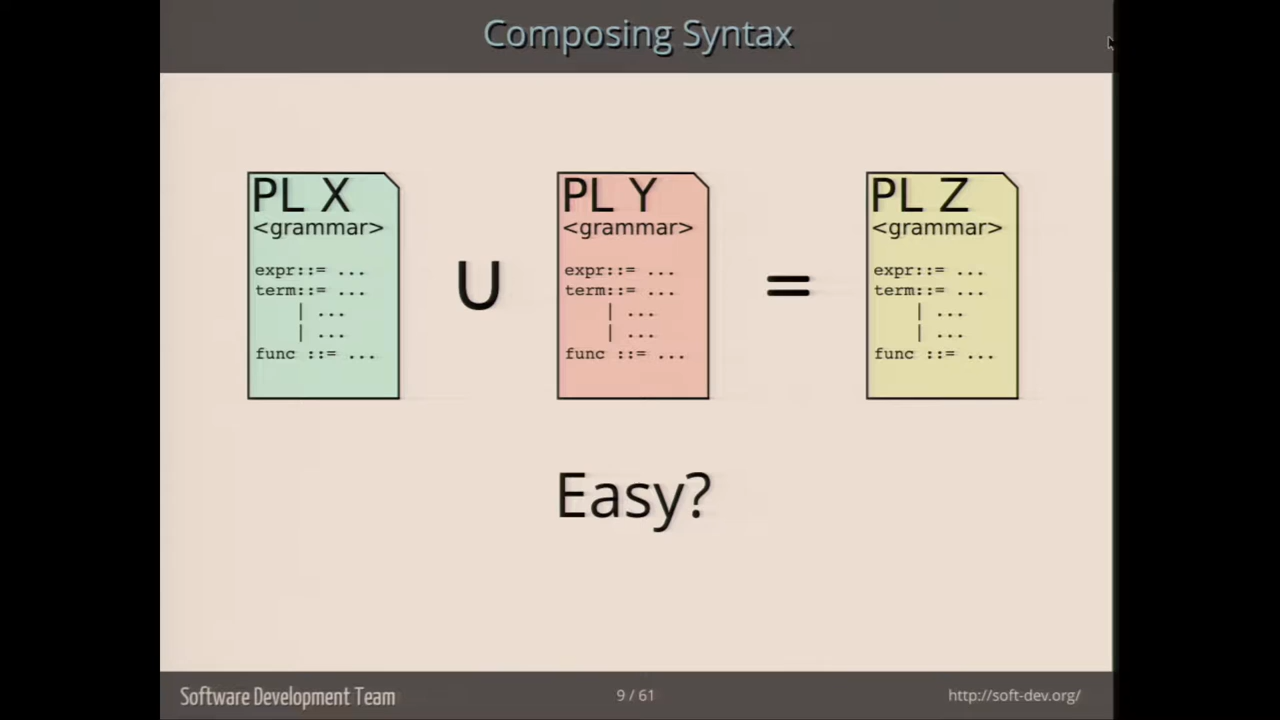 Composing Syntax
PL X
<grammar>
expr::= ...
term::= ...
| ...
| ...
func ::= ...
∪
PL Y
<grammar>
expr::= ...
term::= ...
| ...
| ...
func ::= ...
=
PL Z
<grammar>
expr::= ...
term::= ...
| ...
| ...
func ::= ...
Easy?
Software Development Team
9 / 61
http://soft-dev.org/